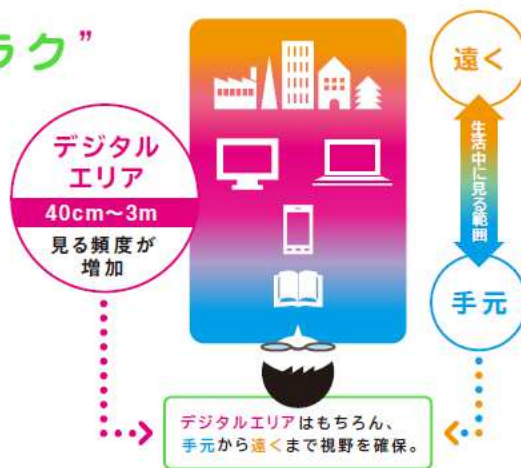 ラク”
デジタル
エリア
40cm〜3m
見る頻度が
増加
遠く
生活中に見る範囲
手元
デジタルエリアはもちろん、
手元から遠くまで視野を確保。